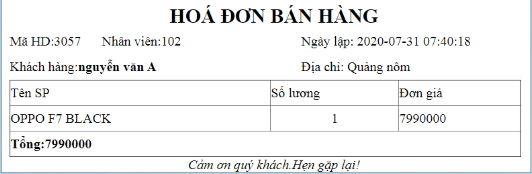 HOÁ ĐƠN BÁN HÀNG
Mã HD:3057 Nhân viên:102 Ngày lập: 2020-07-31 07:40:18
Khách hàng:nguyễn văn A Địa chỉ: Quảng nôm
Tên SP Số lương Đơn giá
OPPO F7 BLACK 1 7990000
Tổng:7990000
Cảm ơn quý khách.Hẹn gặp lại!